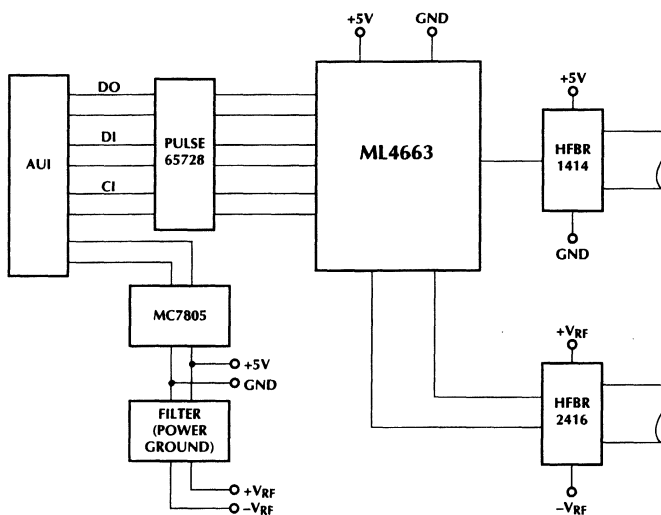 +5V
GND
AUI
DO
DI
CI
PULSE
65728
ML4663
+5V
HFBR
1414
GND
MC7805
+5V
GND
FILTER
(POWER
GROUND)
+VRF
−VRF
+VRF
HFBR
2416
−VRF